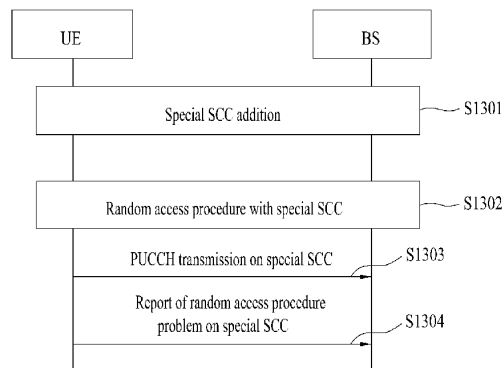 UE
BS
Special SCC addition
S1301
Random access procedure with special SCC
S1302
PUCCH transmission on special SCC
S1303
Report of random access procedure
problem on special SCC
S1304